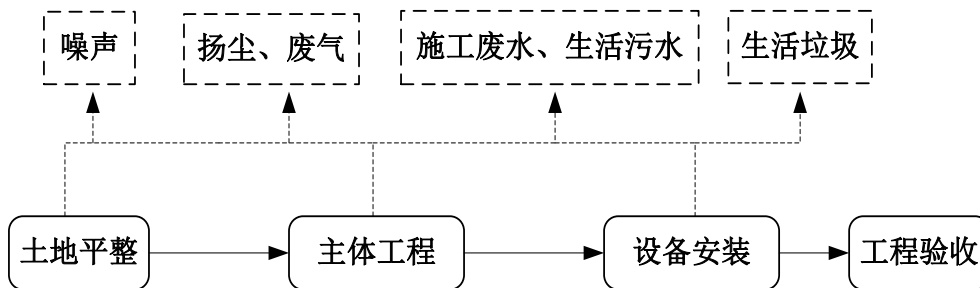 噪声
扬尘、废气
施工废水、生活污水
生活垃圾
土地平整
主体工程
设备安装
工程验收